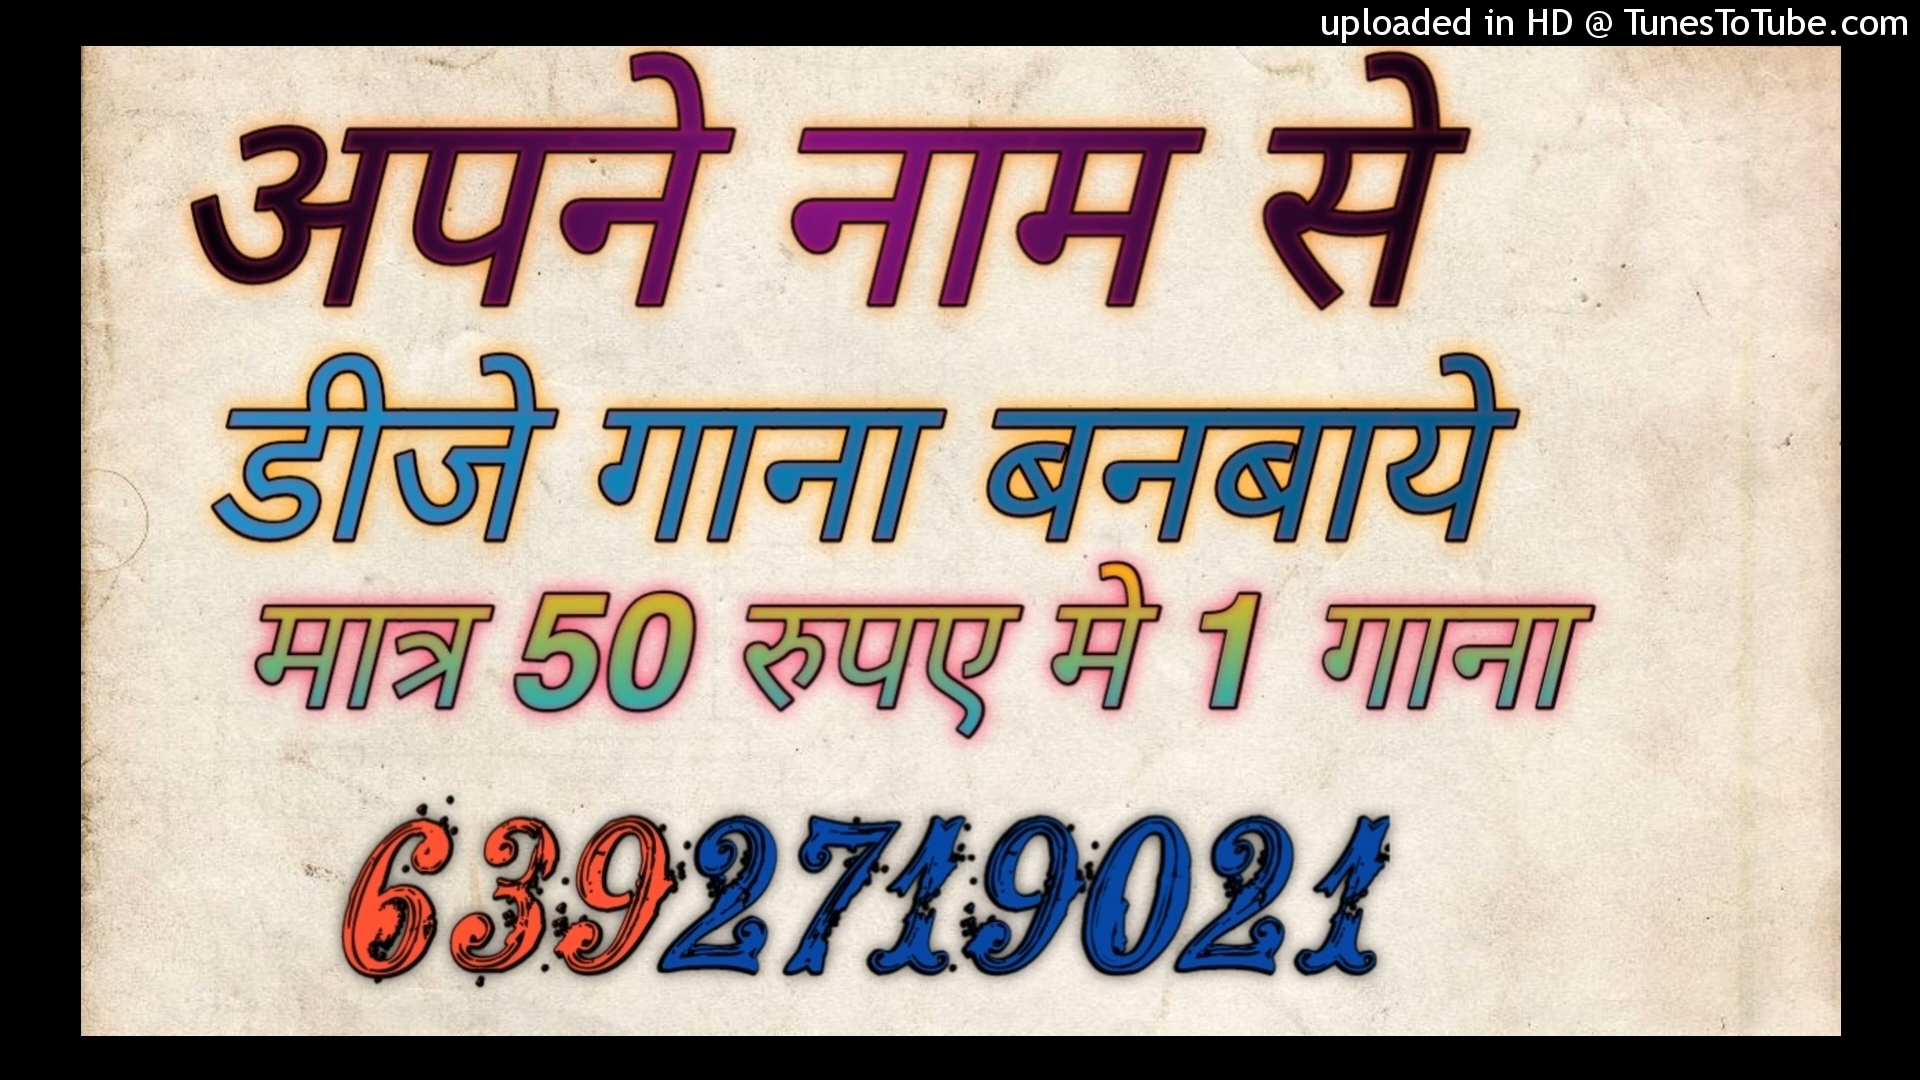 uploaded in HD @ TunesToTube.com
अपने नाम से
डीजे गाना बनबाये
मात्र 50 रुपए मे 1 गाना
6392719021